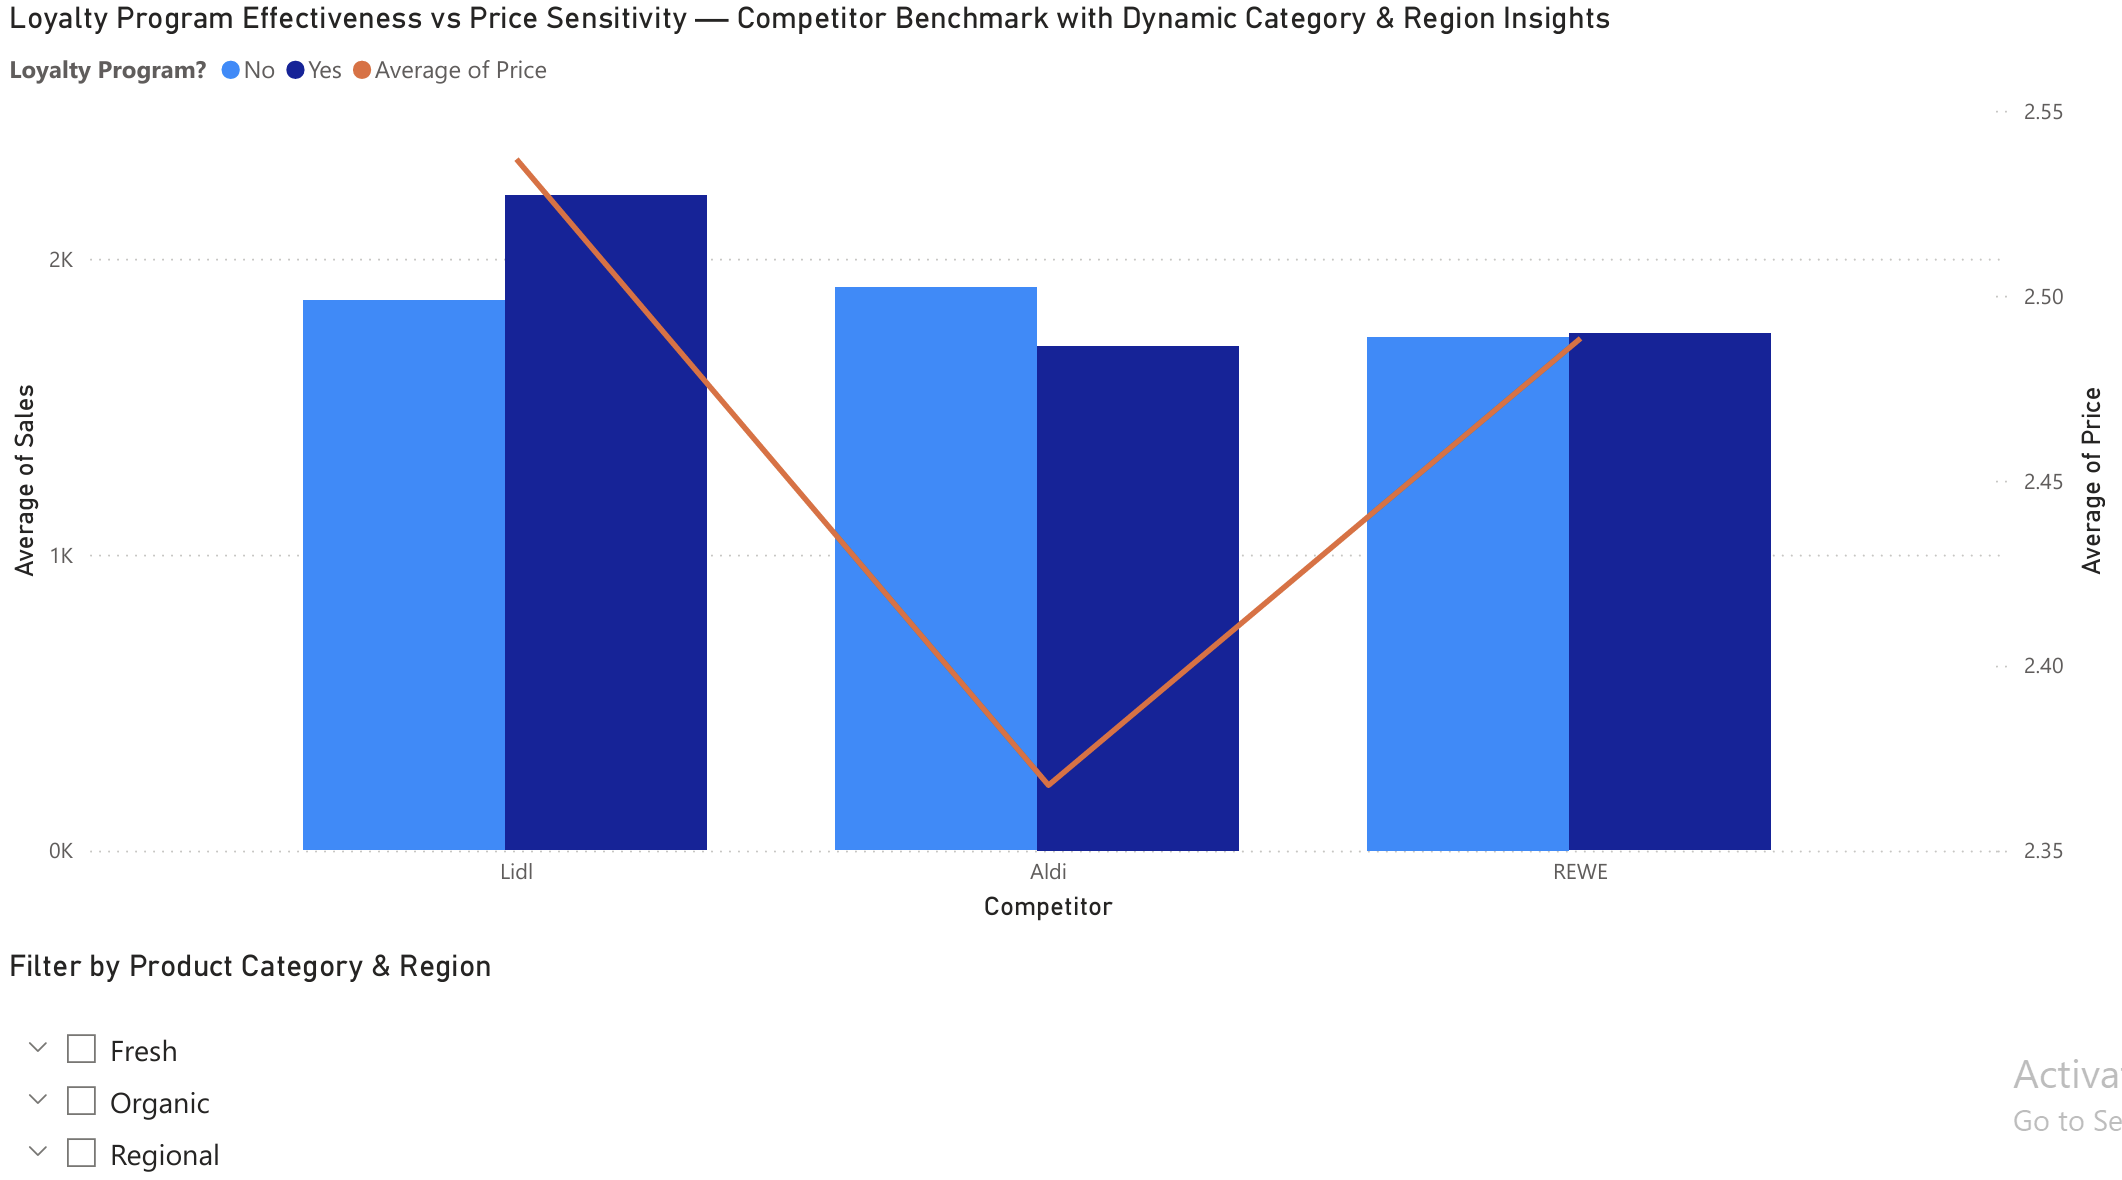 Loyalty Program Effectiveness vs Price Sensitivity — Competitor Benchmark with Dynamic Category & Region Insights
Loyalty Program? No Yes Average of Price
2.55
2K
2.50
2.45
1K
2.40
0K
2.35
Average of Sales
Average of Price
Lidl Aldi REWE
Competitor
Filter by Product Category & Region
Fresh
Organic
Regional
Activa
Go to Se